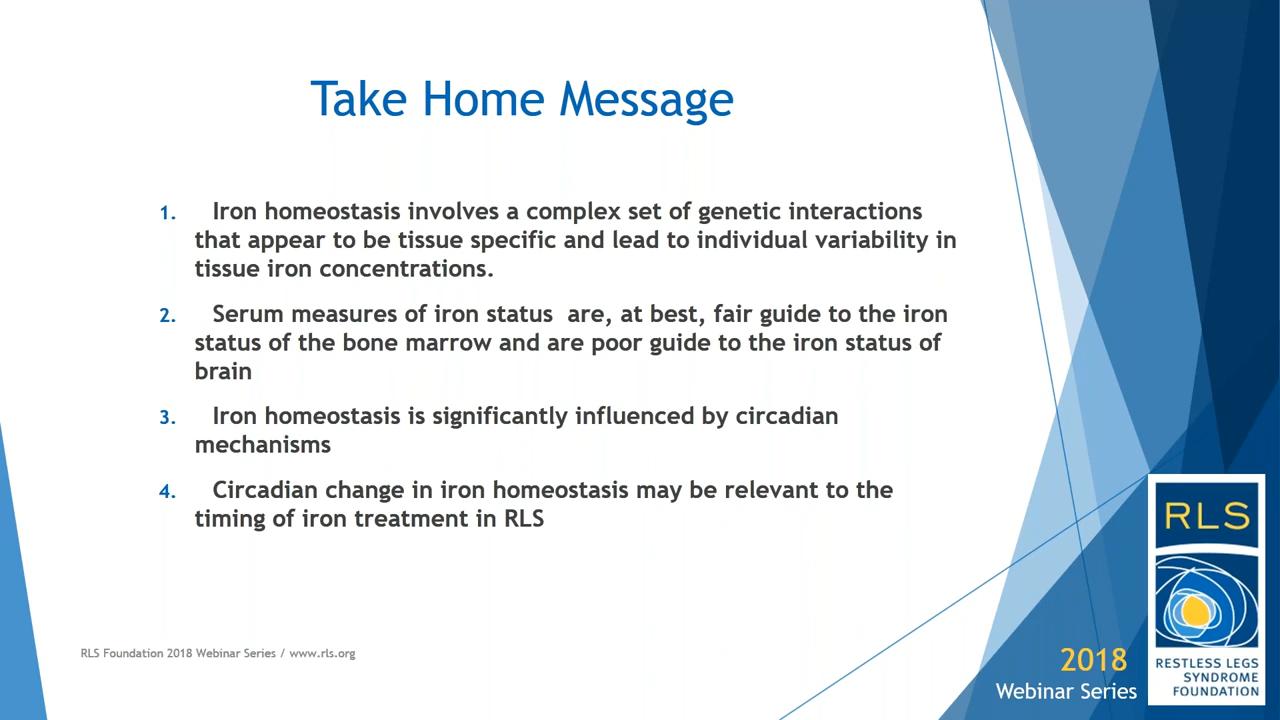 Take Home Message
1. Iron homeostasis involves a complex set of genetic interactions
that appear to be tissue specific and lead to individual variability in
tissue iron concentrations.
2. Serum measures of iron status  are, at best, fair guide to the iron
status of the bone marrow and are poor guide to the iron status of
brain
3. Iron homeostasis is significantly influenced by circadian
mechanisms
4. Circadian change in iron homeostasis may be relevant to the
timing of iron treatment in RLS
RLS Foundation 2018 Webinar Series / www.rls.org
2018
Webinar Series
RLS
RESTLESS LEGS
SYNDROME
FOUNDATION